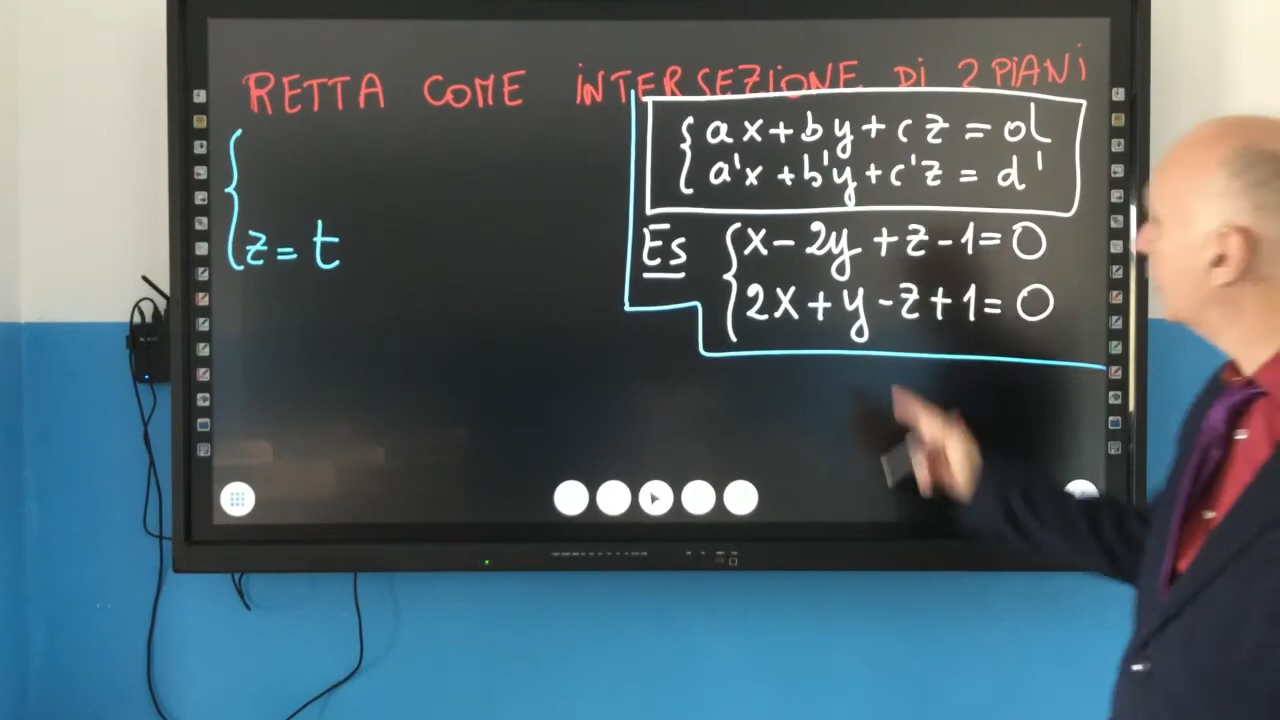 RETTA COME INTERSEZIONE DI 2 PIANI
ax+by+cz=d
a'x+b'y+c'z=d'
z=t
Es
x-2y+z-1=0
2x+y-z+1=0